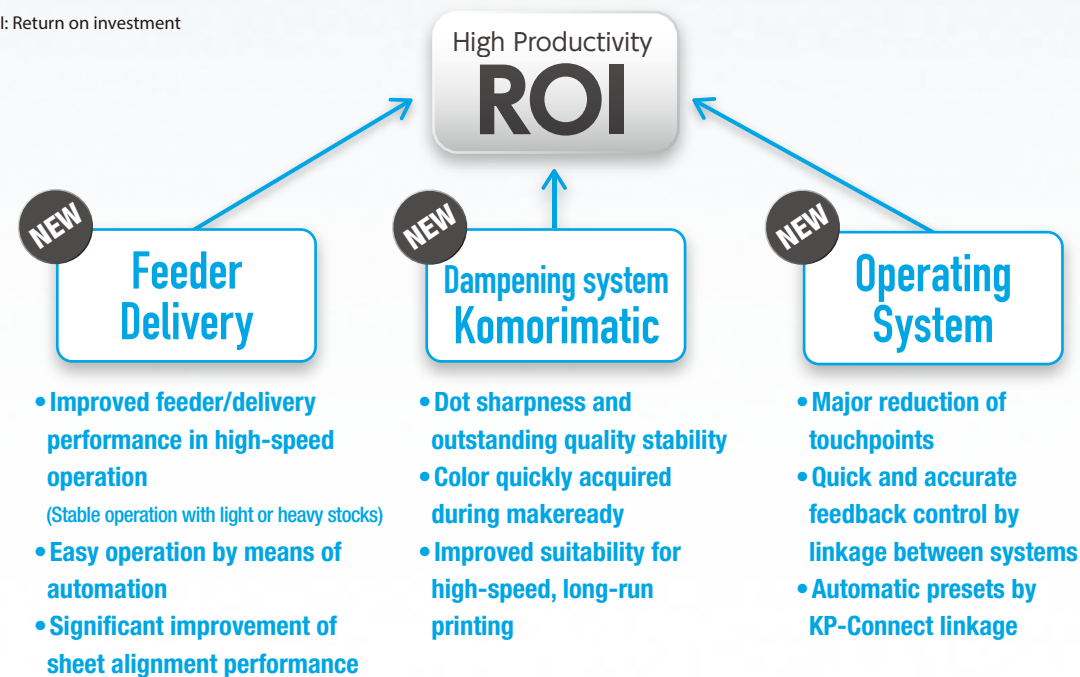 I: Return on investment
High Productivity
ROI
NEW
Feeder
Delivery
• Improved feeder/delivery
performance in high-speed
operation
(Stable operation with light or heavy stocks)
• Easy operation by means of
automation
• Significant improvement of
sheet alignment performance
NEW
Dampening system
Komorimatic
• Dot sharpness and
outstanding quality stability
• Color quickly acquired
during makeready
• Improved suitability for
high-speed, long-run
printing
NEW
Operating
System
• Major reduction of
touchpoints
• Quick and accurate
feedback control by
linkage between systems
• Automatic presets by
KP-Connect linkage